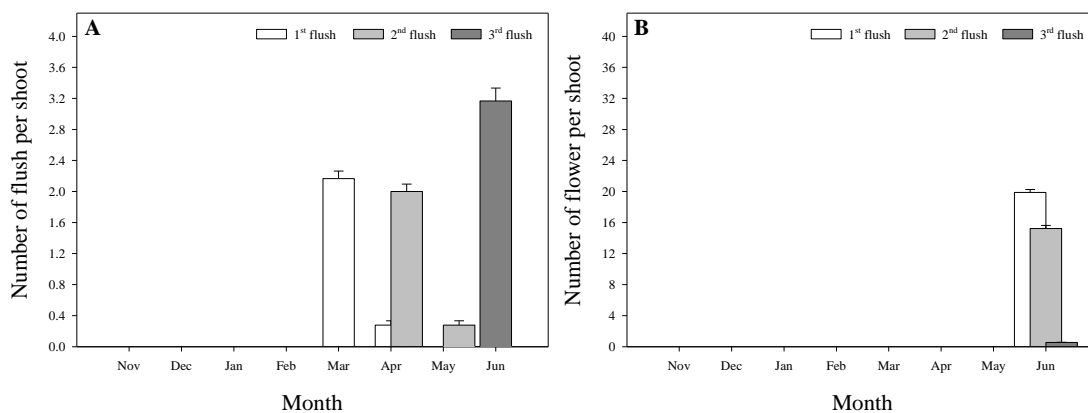 A
1st flush 2nd flush 3rd flush
Number of flush per shoot
4.0
3.6
3.2
2.8
2.4
2.0
1.6
1.2
0.8
0.4
0.0
Nov Dec Jan Feb Mar Apr May Jun
Month
B
1st flush 2nd flush 3rd flush
Number of flower per shoot
40
36
32
28
24
20
16
12
8
4
0
Nov Dec Jan Feb Mar Apr May Jun
Month